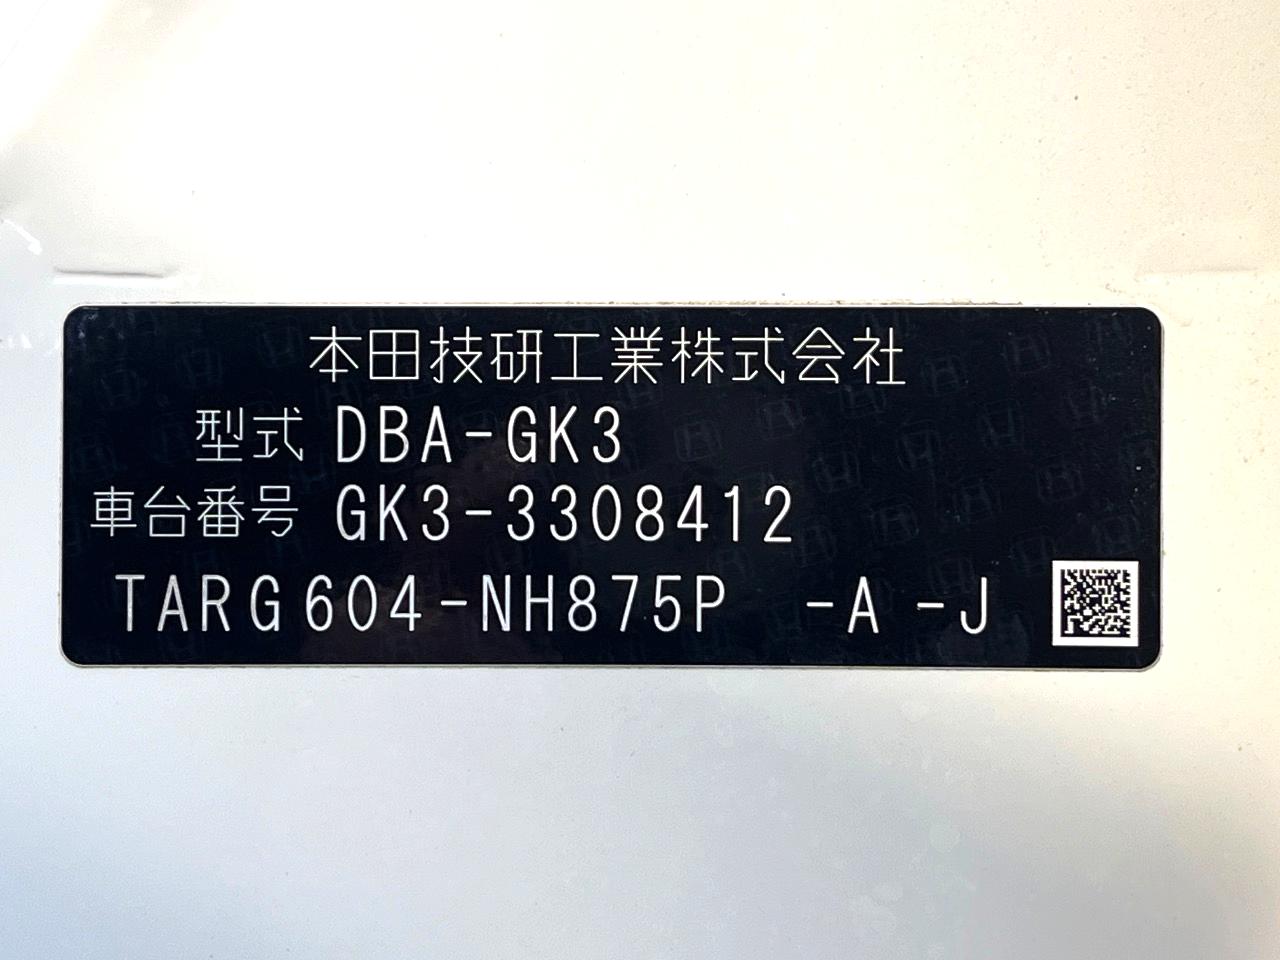 本田技研工業株式会社
型式 DBA-GK3
車台番号 GK3-3308412
TARG604-NH875P -A -J